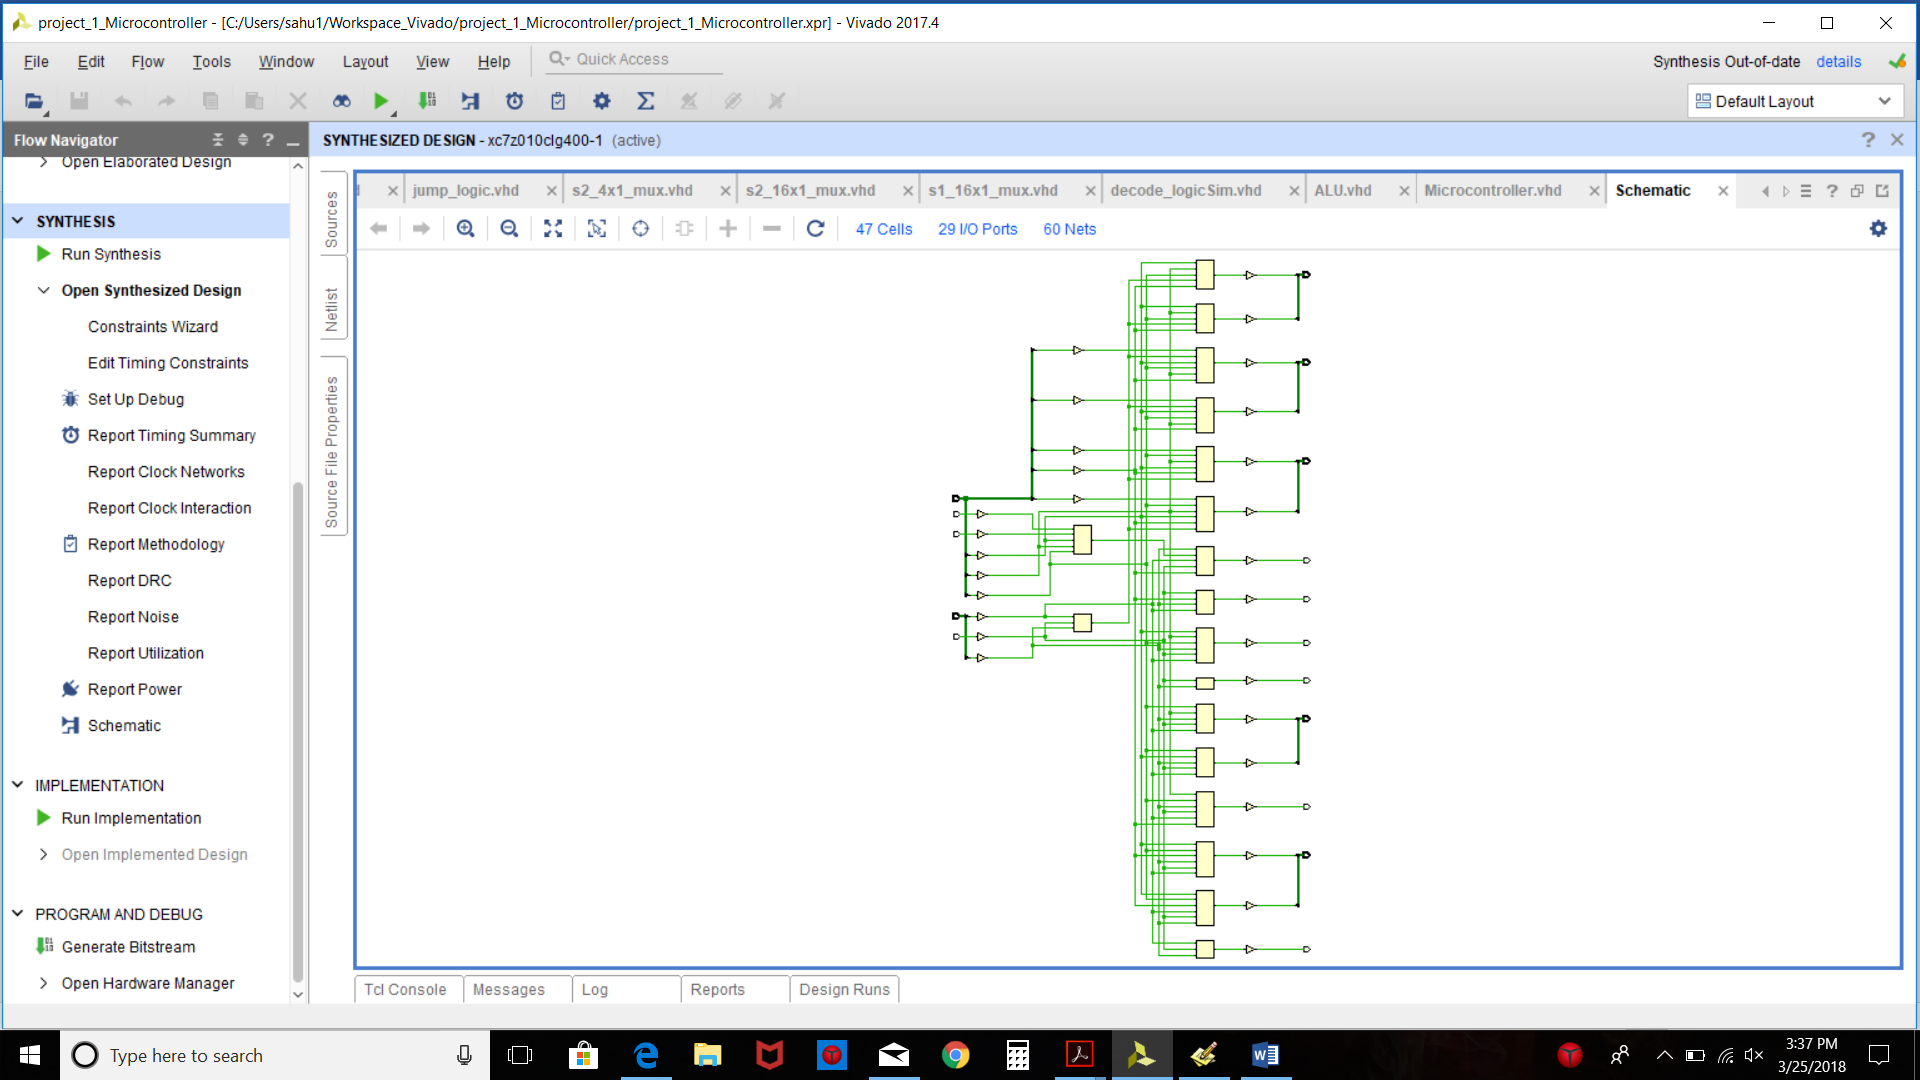 project_1_Microcontroller - [C:/Users/sahu1/Workspace_Vivado/project_1_Microcontroller/project_1_Microcontroller.xpr] - Vivado 2017.4
File Edit Flow Tools Window Layout View Help Quick Access
Synthesis Out-of-date details
Default Layout
Flow Navigator
SYNTHESIZED DESIGN - xc7z010clg400-1 (active)
Open Elaborated Design
SYNTHESIS
Run Synthesis
Open Synthesized Design
Constraints Wizard
Edit Timing Constraints
Set Up Debug
Report Timing Summary
Report Clock Networks
Report Clock Interaction
Report Methodology
Report DRC
Report Noise
Report Utilization
Report Power
Schematic
IMPLEMENTATION
Run Implementation
Open Implemented Design
PROGRAM AND DEBUG
Generate Bitstream
Open Hardware Manager
Sources
Netlist
Source File Properties
jump_logic.vhd s2_4x1_mux.vhd s2_16x1_mux.vhd s1_16x1_mux.vhd decode_logicSim.vhd ALU.vhd Microcontroller.vhd Schematic
47 Cells 29 I/O Ports 60 Nets
Tcl Console Messages Log Reports Design Runs
Type here to search
3:37 PM
3/25/2018